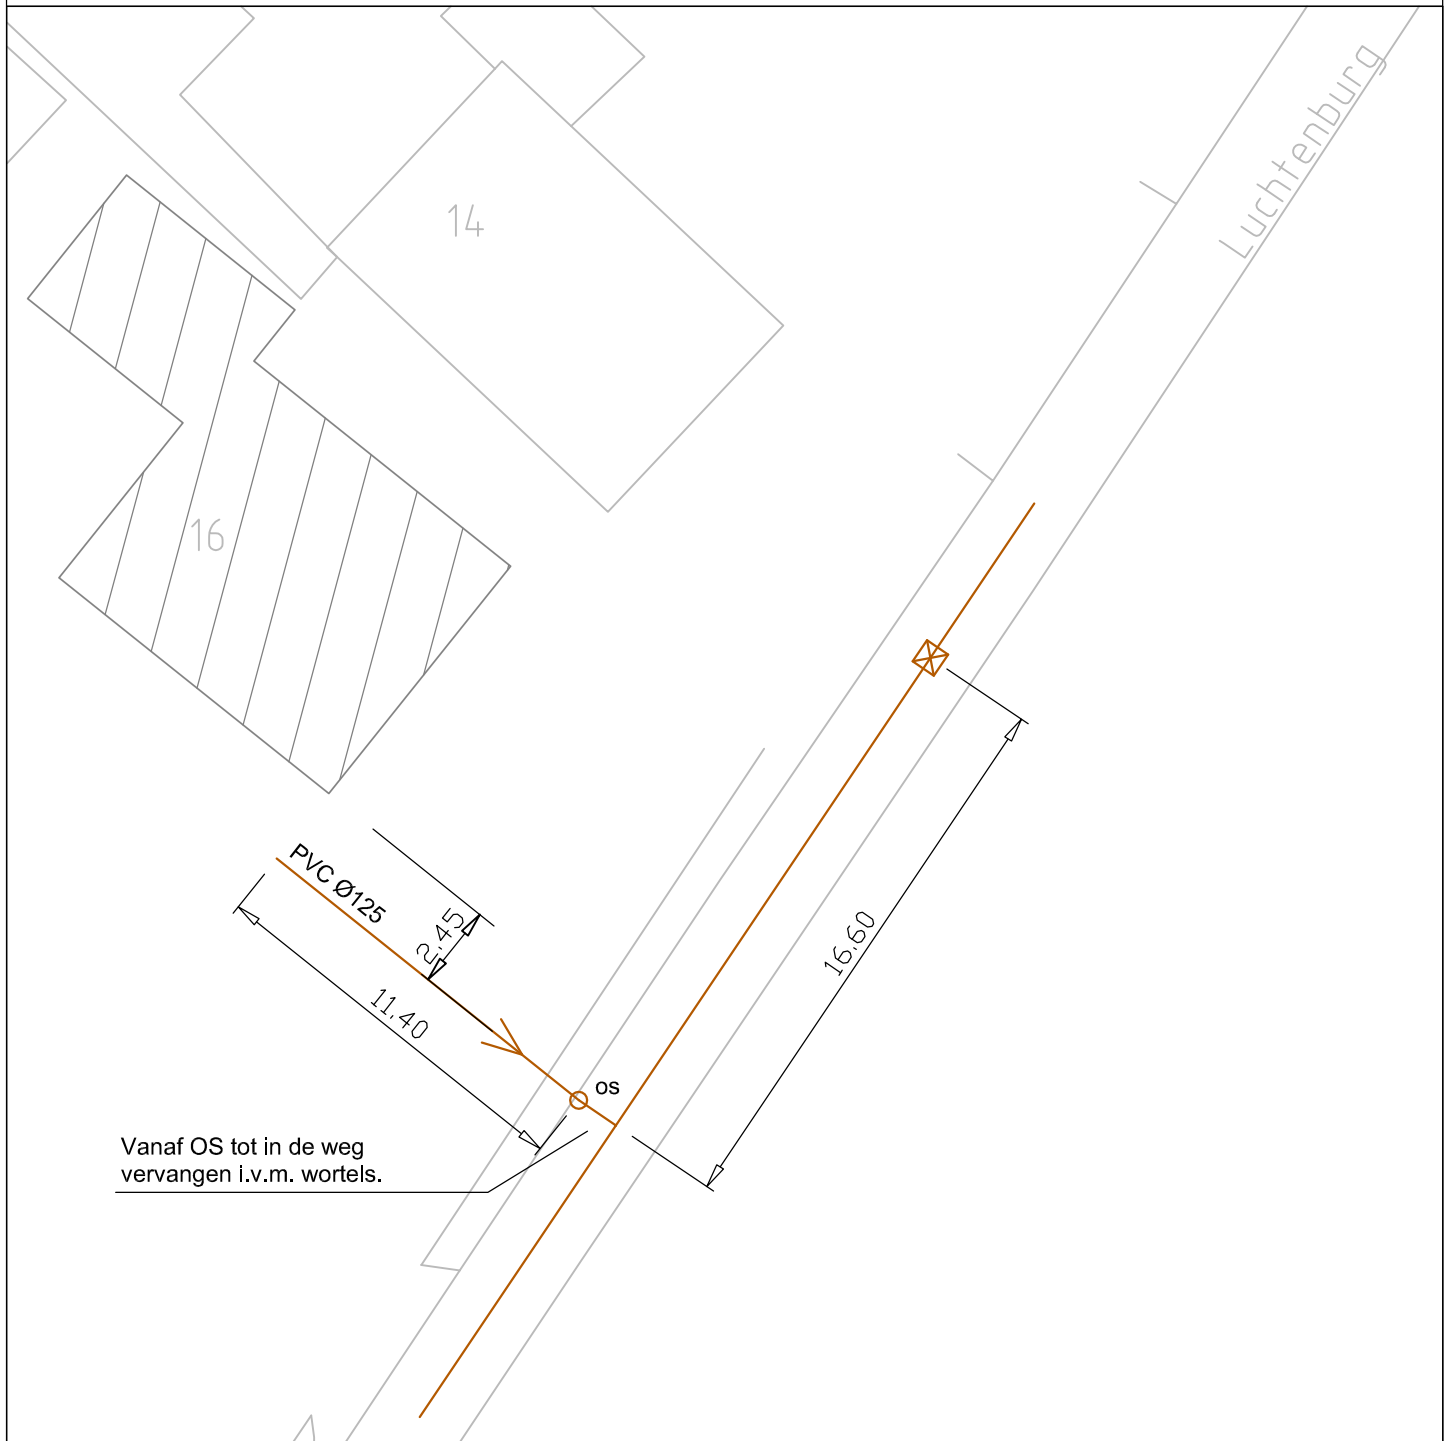 Luchtenburg
14
16
PVC Ø125
2.45
11.40
16.60
os
Vanaf OS tot in de weg
vervangen i.v.m. wortels.